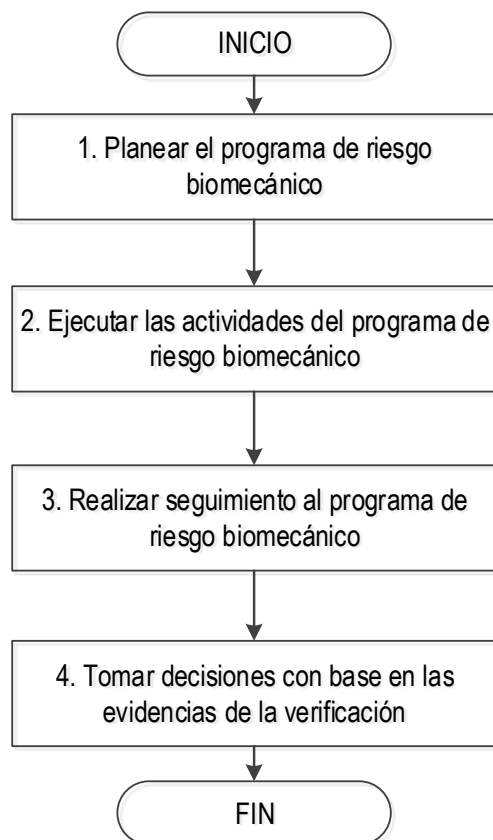 INICIO
1. Planear el programa de riesgo
biomecánico
2. Ejecutar las actividades del programa de
riesgo biomecánico
3. Realizar seguimiento al programa de
riesgo biomecánico
4. Tomar decisiones con base en las
evidencias de la verificación
FIN